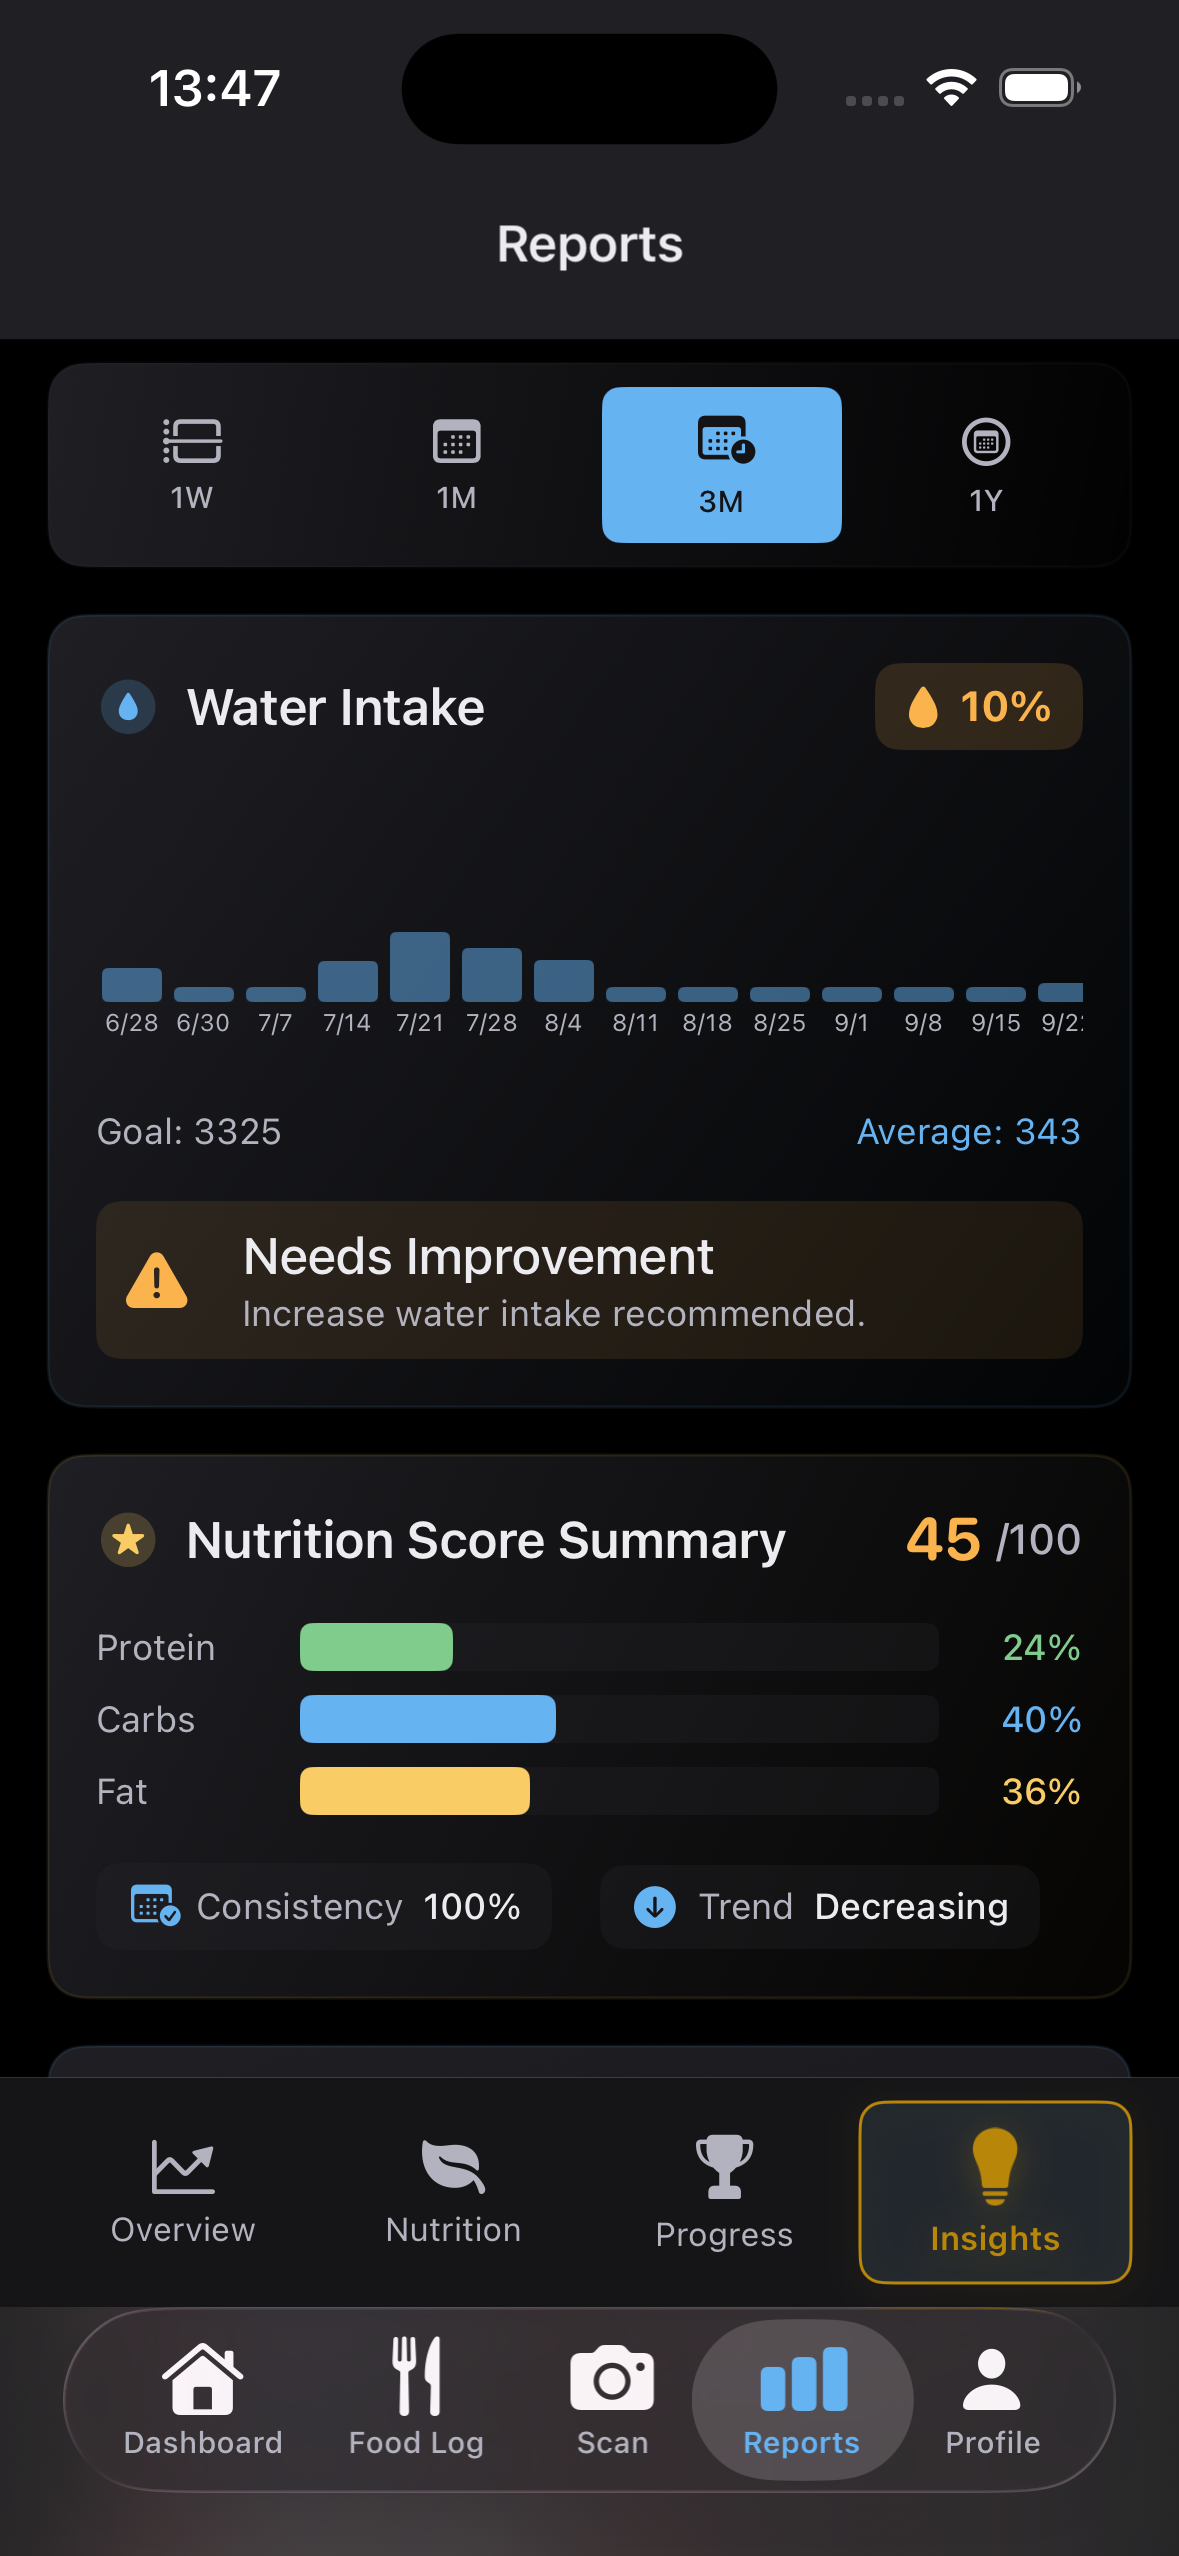 13:47
Reports
1W
1M
3M
1Y
Water Intake
10%
6/28 6/30 7/7 7/14 7/21 7/28 8/4 8/11 8/18 8/25 9/1 9/8 9/15
Goal: 3325
Average: 343
Needs Improvement
Increase water intake recommended.
Nutrition Score Summary
45 /100
Protein 24%
Carbs 40%
Fat 36%
Consistency 100%
Trend Decreasing
Overview
Nutrition
Progress
Insights
Dashboard
Food Log
Scan
Reports
Profile